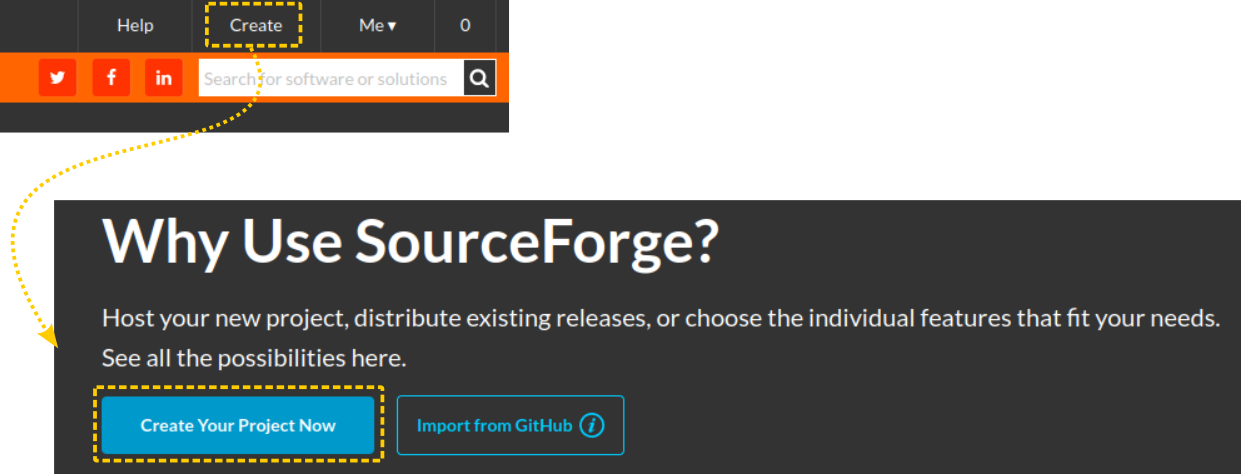 Help Create Me ▾ 0
f in Search for software or solutions
Why Use SourceForge?
Host your new project, distribute existing releases, or choose the individual features that fit your needs.
See all the possibilities here.
Create Your Project Now Import from GitHub i